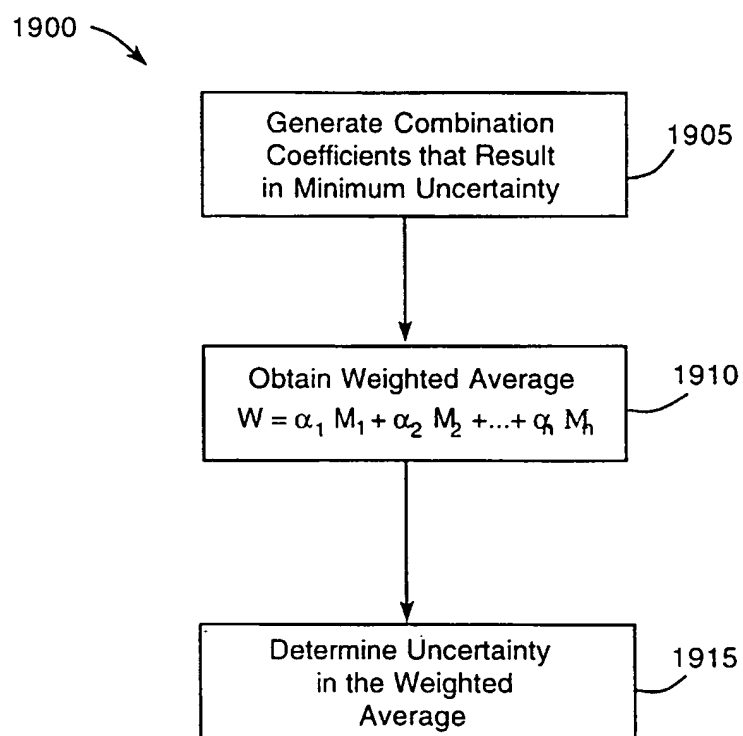 1900
Generate Combination
Coefficients that Result
in Minimum Uncertainty
1905
Obtain Weighted Average
W = α₁ M₁ + α₂ M₂ +...+ αₙ Mₙ
1910
Determine Uncertainty
in the Weighted
Average
1915